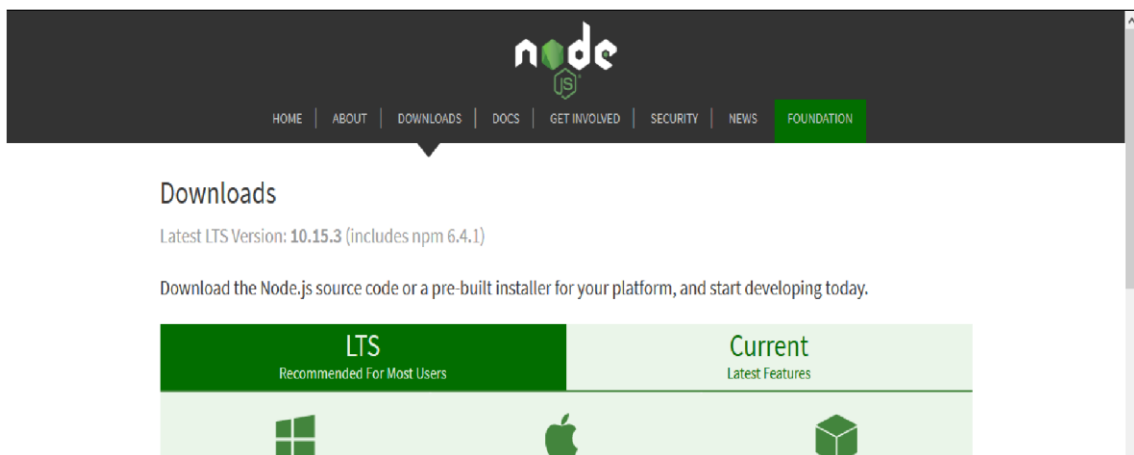 node
JS
HOME | ABOUT | DOWNLOADS | DOCS | GET INVOLVED | SECURITY | NEWS FOUNDATION
Downloads
Latest LTS Version: 10.15.3 (includes npm 6.4.1)
Download the Node.js source code or a pre-built installer for your platform, and start developing today.
LTS Current
Recommended For Most Users Latest Features